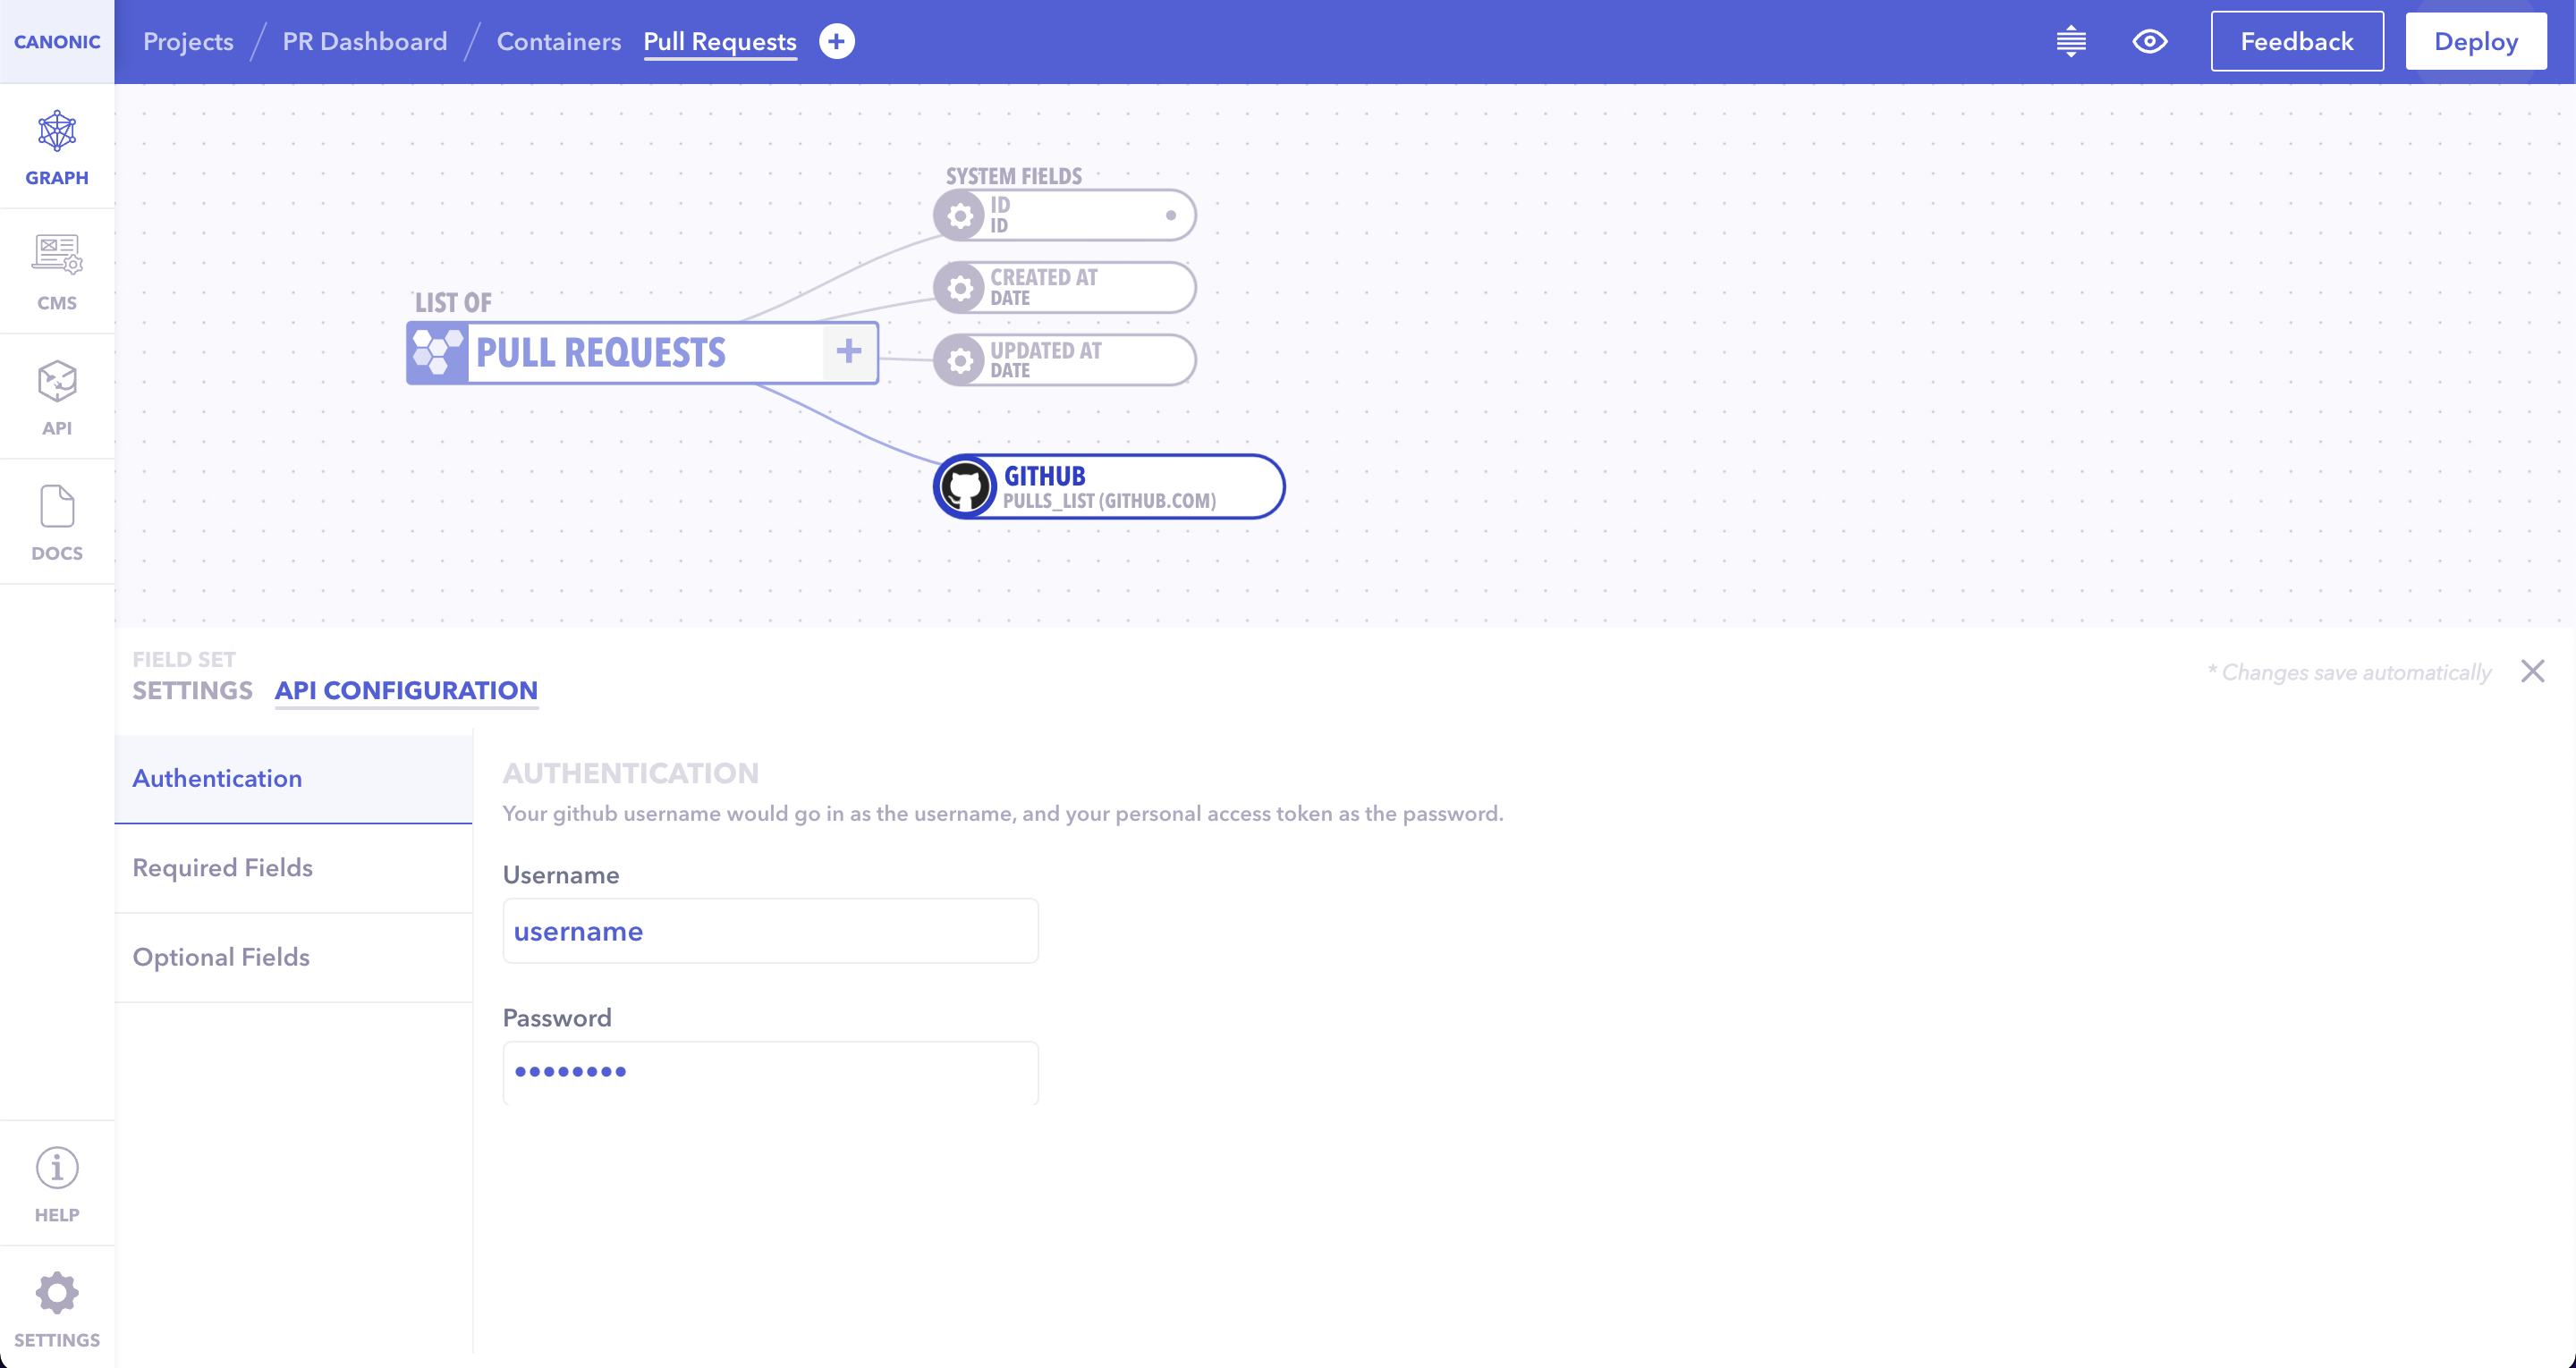 CANONIC
Projects / PR Dashboard / Containers Pull Requests
Feedback
Deploy
GRAPH
CMS
API
DOCS
HELP
SETTINGS
SYSTEM FIELDS
ID
ID
CREATED AT
DATE
UPDATED AT
DATE
LIST OF
PULL REQUESTS
GITHUB
PULLS_LIST (GITHUB.COM)
FIELD SET
SETTINGS API CONFIGURATION
* Changes save automatically
Authentication
Required Fields
Optional Fields
AUTHENTICATION
Your github username would go in as the username, and your personal access token as the password.
Username
username
Password
••••••••